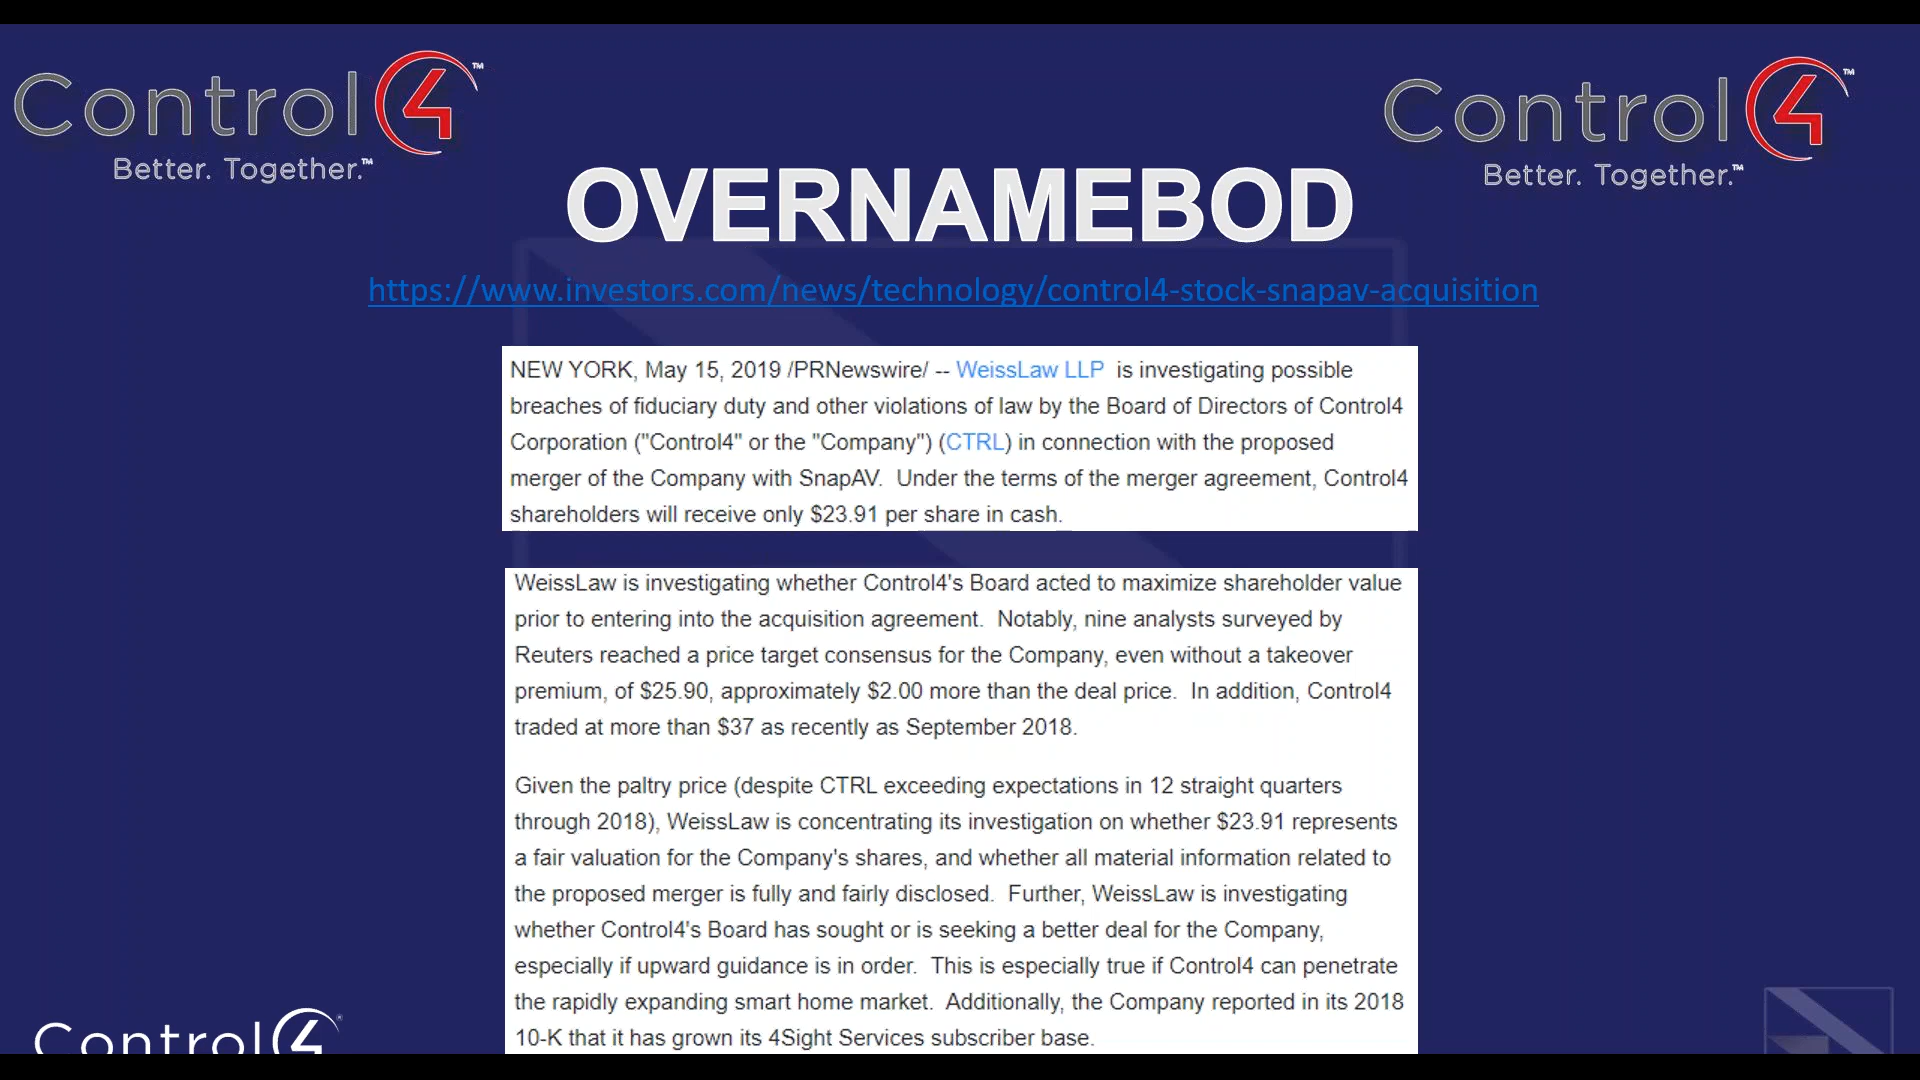 Control4™
Better. Together.™
Control4™
Better. Together.™
OVERNAMEBOD
https://www.investors.com/news/technology/control4-stock-snapav-acquisition
NEW YORK, May 15, 2019 /PRNewswire/ -- WeissLaw LLP  is investigating possible
breaches of fiduciary duty and other violations of law by the Board of Directors of Control4
Corporation ("Control4" or the "Company") (CTRL) in connection with the proposed
merger of the Company with SnapAV.  Under the terms of the merger agreement, Control4
shareholders will receive only $23.91 per share in cash.
WeissLaw is investigating whether Control4's Board acted to maximize shareholder value
prior to entering into the acquisition agreement.  Notably, nine analysts surveyed by
Reuters reached a price target consensus for the Company, even without a takeover
premium, of $25.90, approximately $2.00 more than the deal price.  In addition, Control4
traded at more than $37 as recently as September 2018.
Given the paltry price (despite CTRL exceeding expectations in 12 straight quarters
through 2018), WeissLaw is concentrating its investigation on whether $23.91 represents
a fair valuation for the Company's shares, and whether all material information related to
the proposed merger is fully and fairly disclosed.  Further, WeissLaw is investigating
whether Control4's Board has sought or is seeking a better deal for the Company,
especially if upward guidance is in order.  This is especially true if Control4 can penetrate
the rapidly expanding smart home market.  Additionally, the Company reported in its 2018
10-K that it has grown its 4Sight Services subscriber base.
Control4®